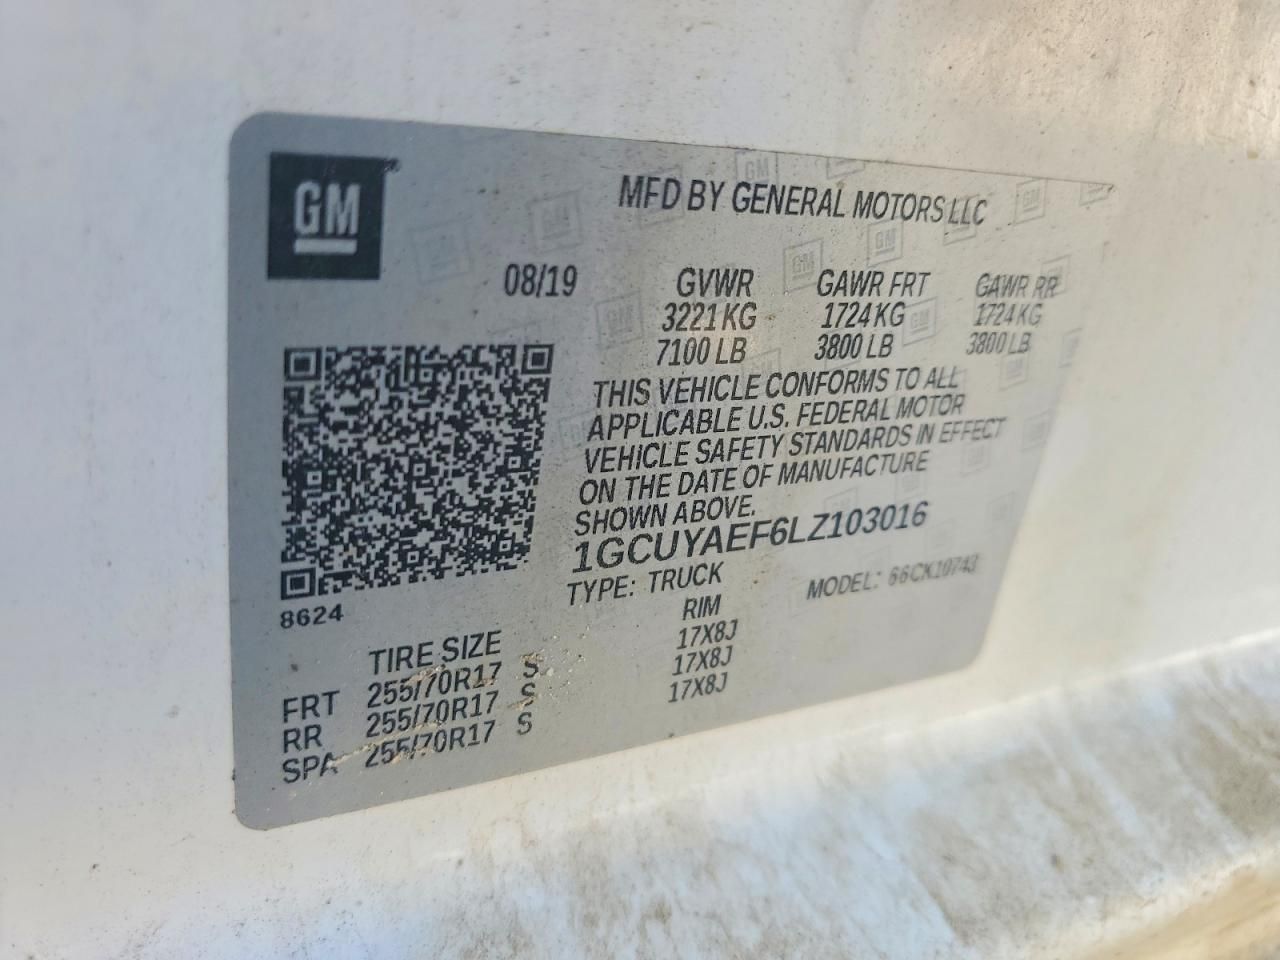 GM
MFD BY GENERAL MOTORS LLC
08/19 GVWR GAWR FRT GAWR RR
3221 KG 1724 KG 1724 KG
7100 LB 3800 LB 3800 LB
THIS VEHICLE CONFORMS TO ALL
APPLICABLE U.S. FEDERAL MOTOR
VEHICLE SAFETY STANDARDS IN EFFECT
ON THE DATE OF MANUFACTURE
SHOWN ABOVE.
1GCUYAEF6LZ103016
TYPE: TRUCK MODEL: 66CK10743
8624
TIRE SIZE RIM
FRT 255/70R17 S 17X8J
RR 255/70R17 S 17X8J
SPA 255/70R17 S 17X8J